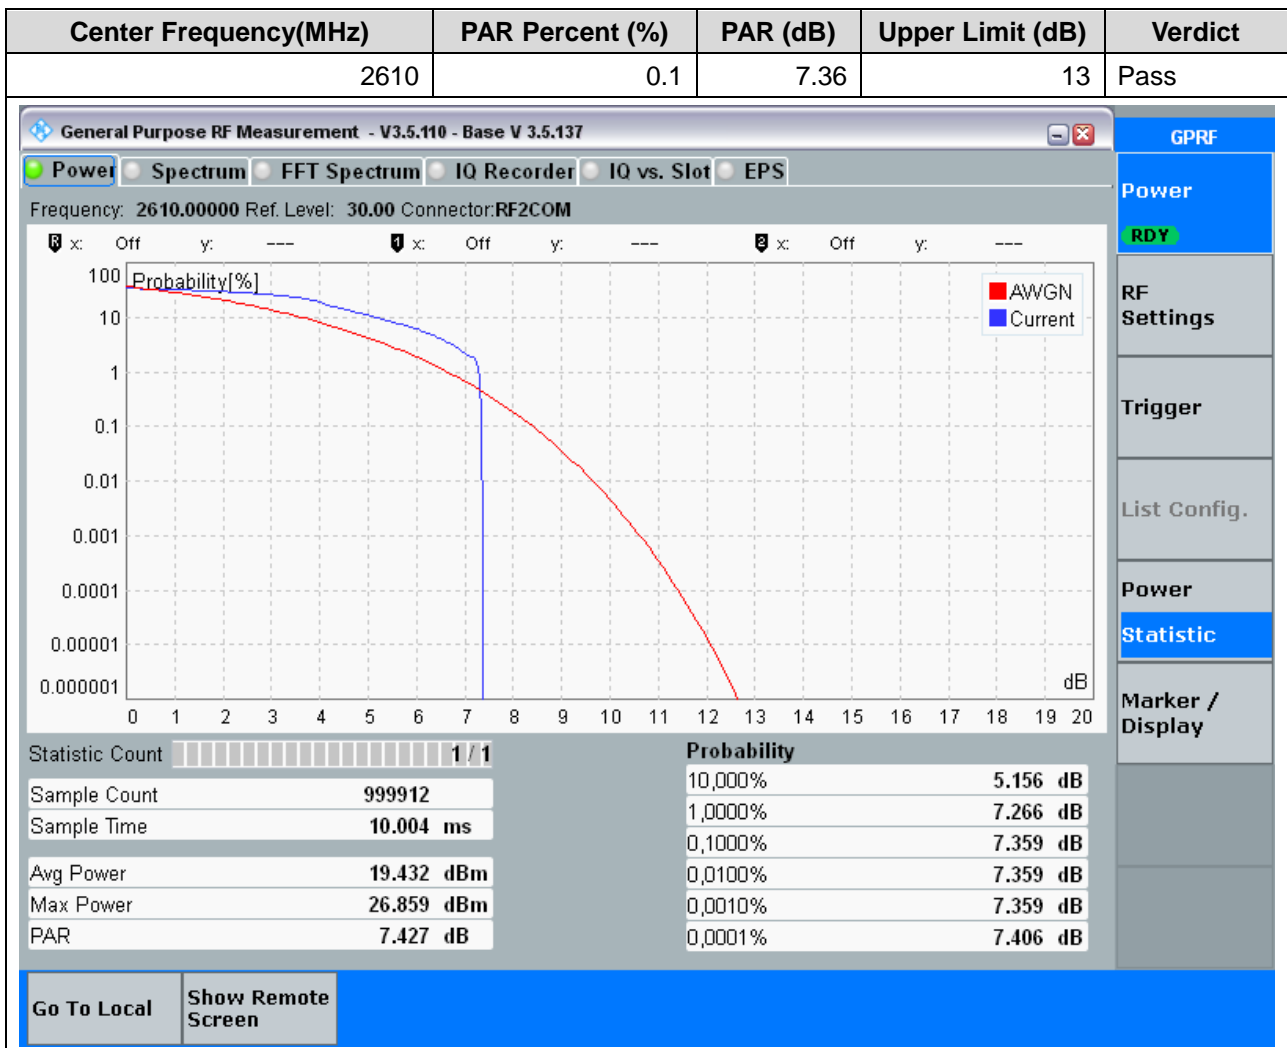 Center Frequency(MHz) PAR Percent (%) PAR (dB) Upper Limit (dB) Verdict
2610 0.1 7.36 13 Pass
General Purpose RF Measurement - V3.5.110 - Base V 3.5.137
GPRF
Power Spectrum FFT Spectrum IQ Recorder IQ vs. Slot EPS
Power
RDY
Frequency: 2610.00000 Ref. Level: 30.00 Connector:RF2COM
R x: Off y: --- 1 x: Off y: --- 2 x: Off y: ---
Probability[%]
100
10
1
0.1
0.01
0.001
0.0001
0.00001
0.000001
AWGN
Current
dB
0 1 2 3 4 5 6 7 8 9 10 11 12 13 14 15 16 17 18 19 20
RF
Settings
Trigger
List Config.
Power
Statistic
Marker /
Display
Statistic Count 1 / 1
Sample Count 999912
Sample Time 10.004 ms
Avg Power 19.432 dBm
Max Power 26.859 dBm
PAR 7.427 dB
Probability
10,000% 5.156 dB
1,0000% 7.266 dB
0,1000% 7.359 dB
0,0100% 7.359 dB
0,0010% 7.359 dB
0,0001% 7.406 dB
Go To Local
Show Remote
Screen